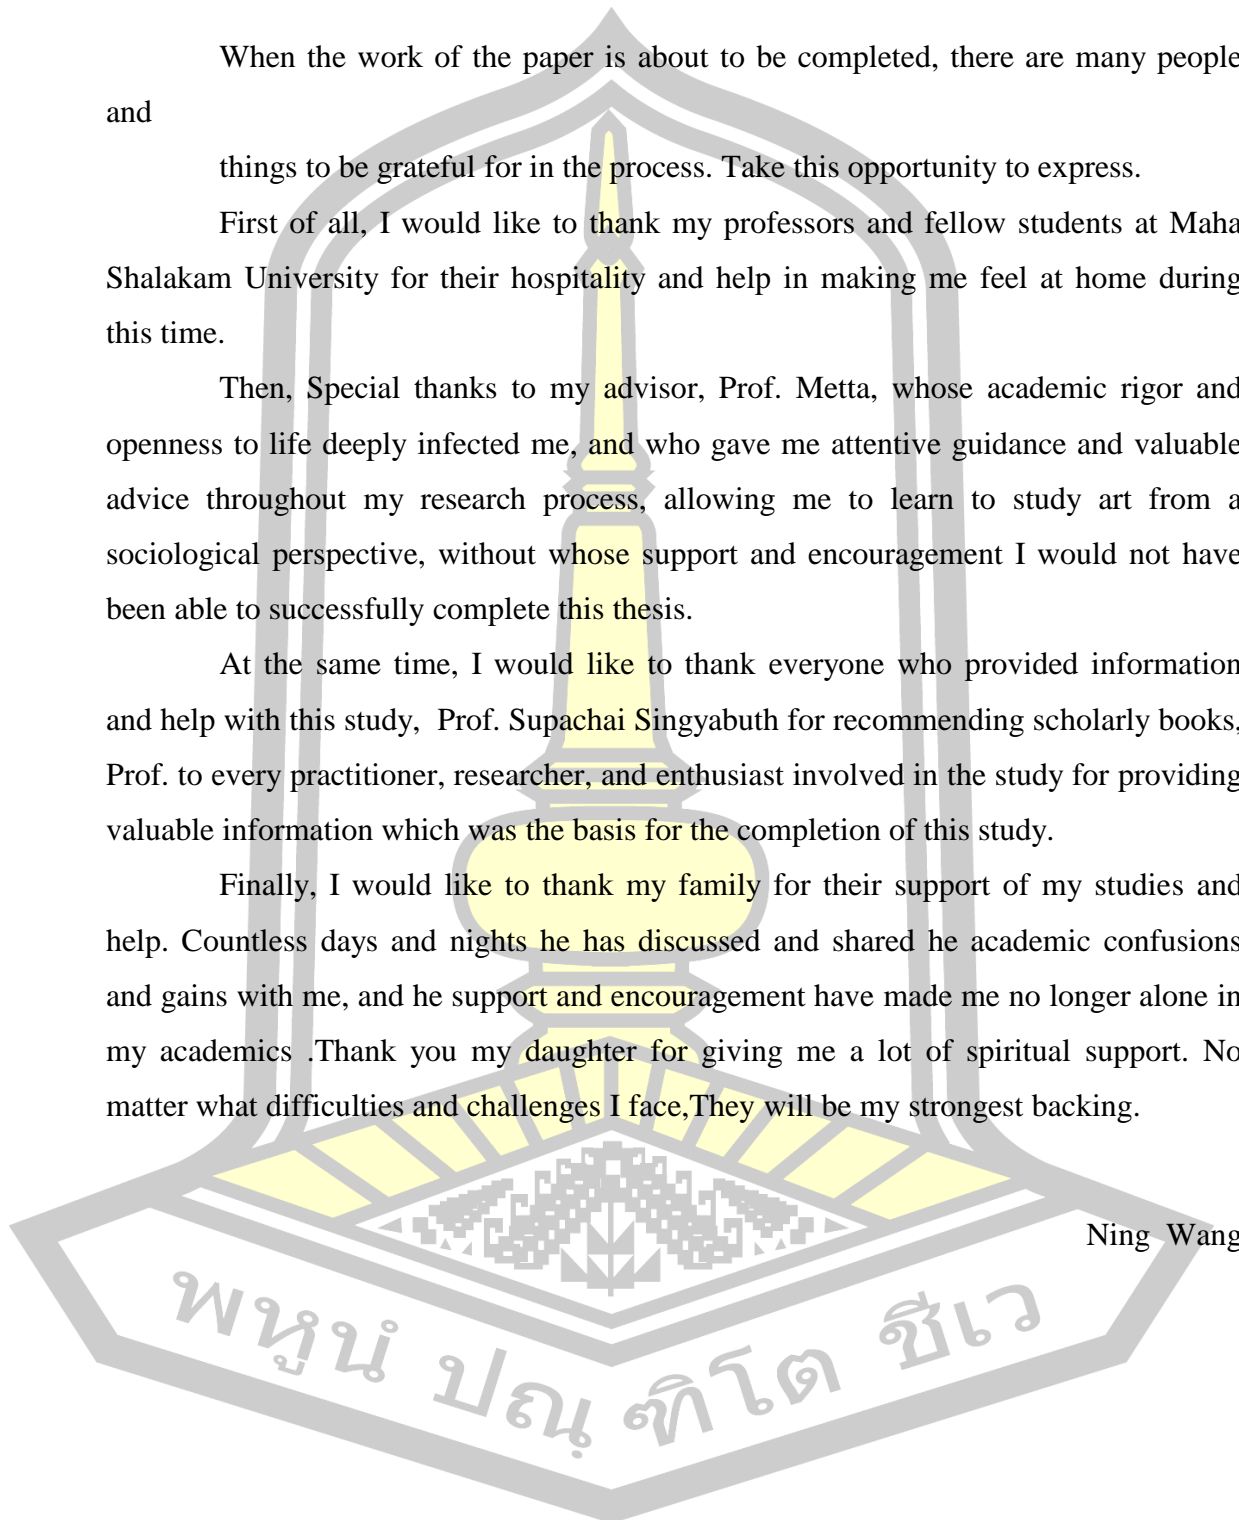 When the work of the paper is about to be completed, there are many people
and
things to be grateful for in the process. Take this opportunity to express.
First of all, I would like to thank my professors and fellow students at Maha
Shalakam University for their hospitality and help in making me feel at home during
this time.
Then, Special thanks to my advisor, Prof. Metta, whose academic rigor and
openness to life deeply infected me, and who gave me attentive guidance and valuable
advice throughout my research process, allowing me to learn to study art from a
sociological perspective, without whose support and encouragement I would not have
been able to successfully complete this thesis.
At the same time, I would like to thank everyone who provided information
and help with this study, Prof. Supachai Singyabuth for recommending scholarly books,
Prof. to every practitioner, researcher, and enthusiast involved in the study for providing
valuable information which was the basis for the completion of this study.
Finally, I would like to thank my family for their support of my studies and
help. Countless days and nights he has discussed and shared he academic confusions
and gains with me, and he support and encouragement have made me no longer alone in
my academics .Thank you my daughter for giving me a lot of spiritual support. No
matter what difficulties and challenges I face,They will be my strongest backing.
Ning Wang
พหูนํ ปณฺฑิโต ชีเว